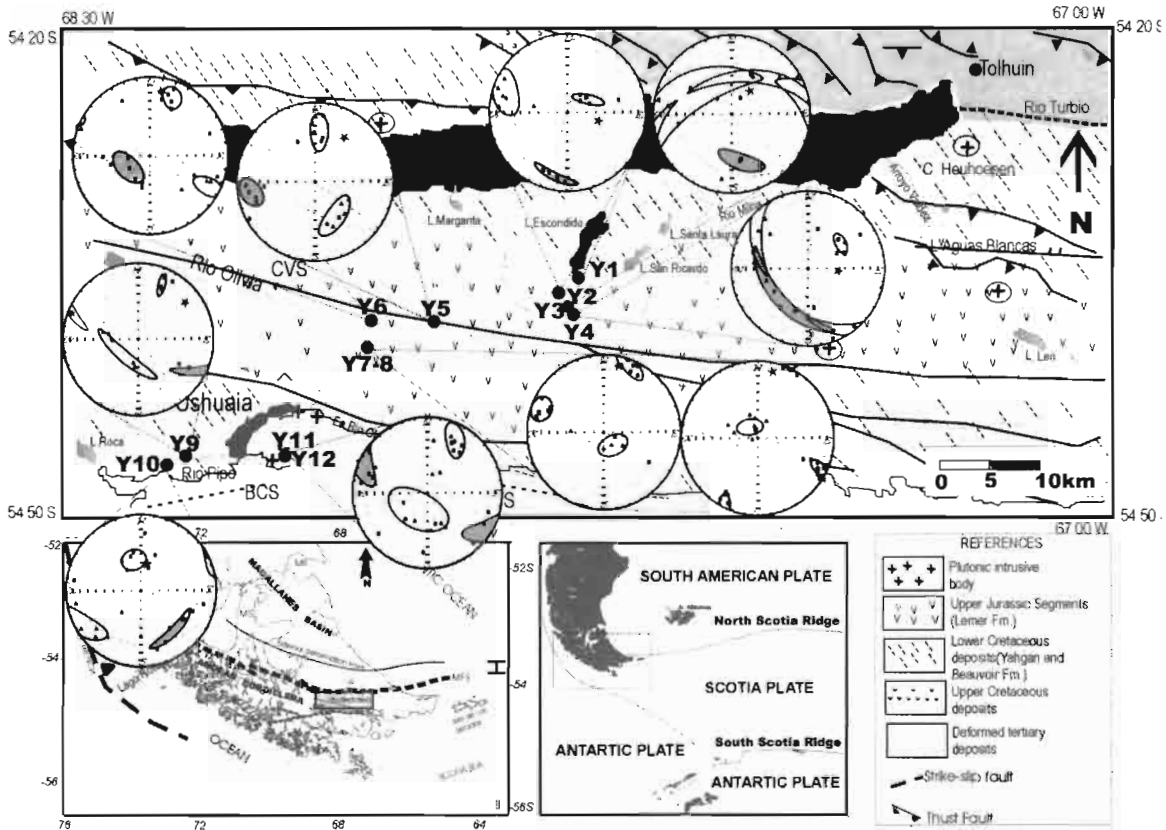 68 30 W
67 00 W
54 20 S
54 20 S
Tolhuin
Rio Turbio
C. Heuhoepen
N
L.Margarita
L.Escondido
L.Santa Laura
L.San Ricardo
L.Aguas Blancas
Rio Olivia
CVS
Y1
Y2
Y3
Y4
Y5
Y6
Y7-8
Ushuaia
L.Roca
Y9
Y10
Rio Pipo
Y11
Y12
BCS
0 5 10km
54 50 S
54 50
67 00 W
72
68
-52
-54
-56
76
72
68
64
N
MAGALLANES
BASIN
OCEAN
-52S
-54
-56S
SOUTH AMERICAN PLATE
North Scotia Ridge
SCOTIA PLATE
ANTARTIC PLATE
South Scotia Ridge
ANTARTIC PLATE
REFERENCES
Plutonic intrusive
body
Upper Jurassic Segments
(Lemer Fm.)
Lower Cretaceous
deposits(Yahgan and
Beauvoir Fm.)
Upper Cretaceous
deposits
Deformed tertiary
deposits
Strike-slip fault
Thust Fault